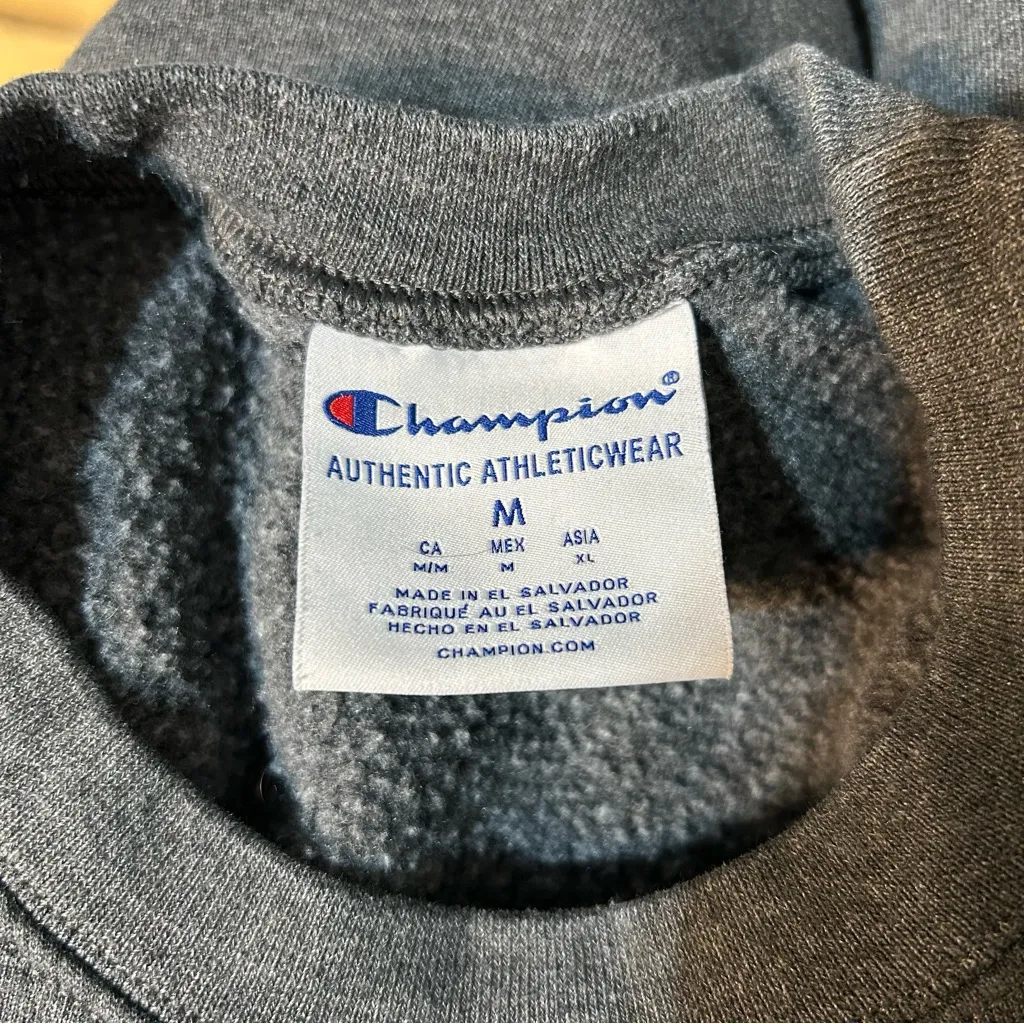 Champion®
AUTHENTIC ATHLETICWEAR
M
CA MEX ASIA
M/M M XL
MADE IN EL SALVADOR
FABRIQUÉ AU EL SALVADOR
HECHO EN EL SALVADOR
CHAMPION.COM